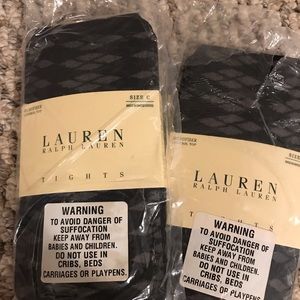 SIZE C
LAUREN
RALPH LAUREN
TIGHTS
WARNING
TO AVOID DANGER OF
SUFFOCATION
KEEP AWAY FROM
BABIES AND CHILDREN.
DO NOT USE IN
CRIBS, BEDS
CARRIAGES OR PLAYPENS.
LAUREN
RALPH LAUREN
WARNING
TO AVOID DANGER OF
SUFFOCATION
KEEP AWAY FROM
BABIES AND CHILDREN.
DO NOT USE IN
CRIBS, BEDS
CARRIAGES OR PLAYPENS